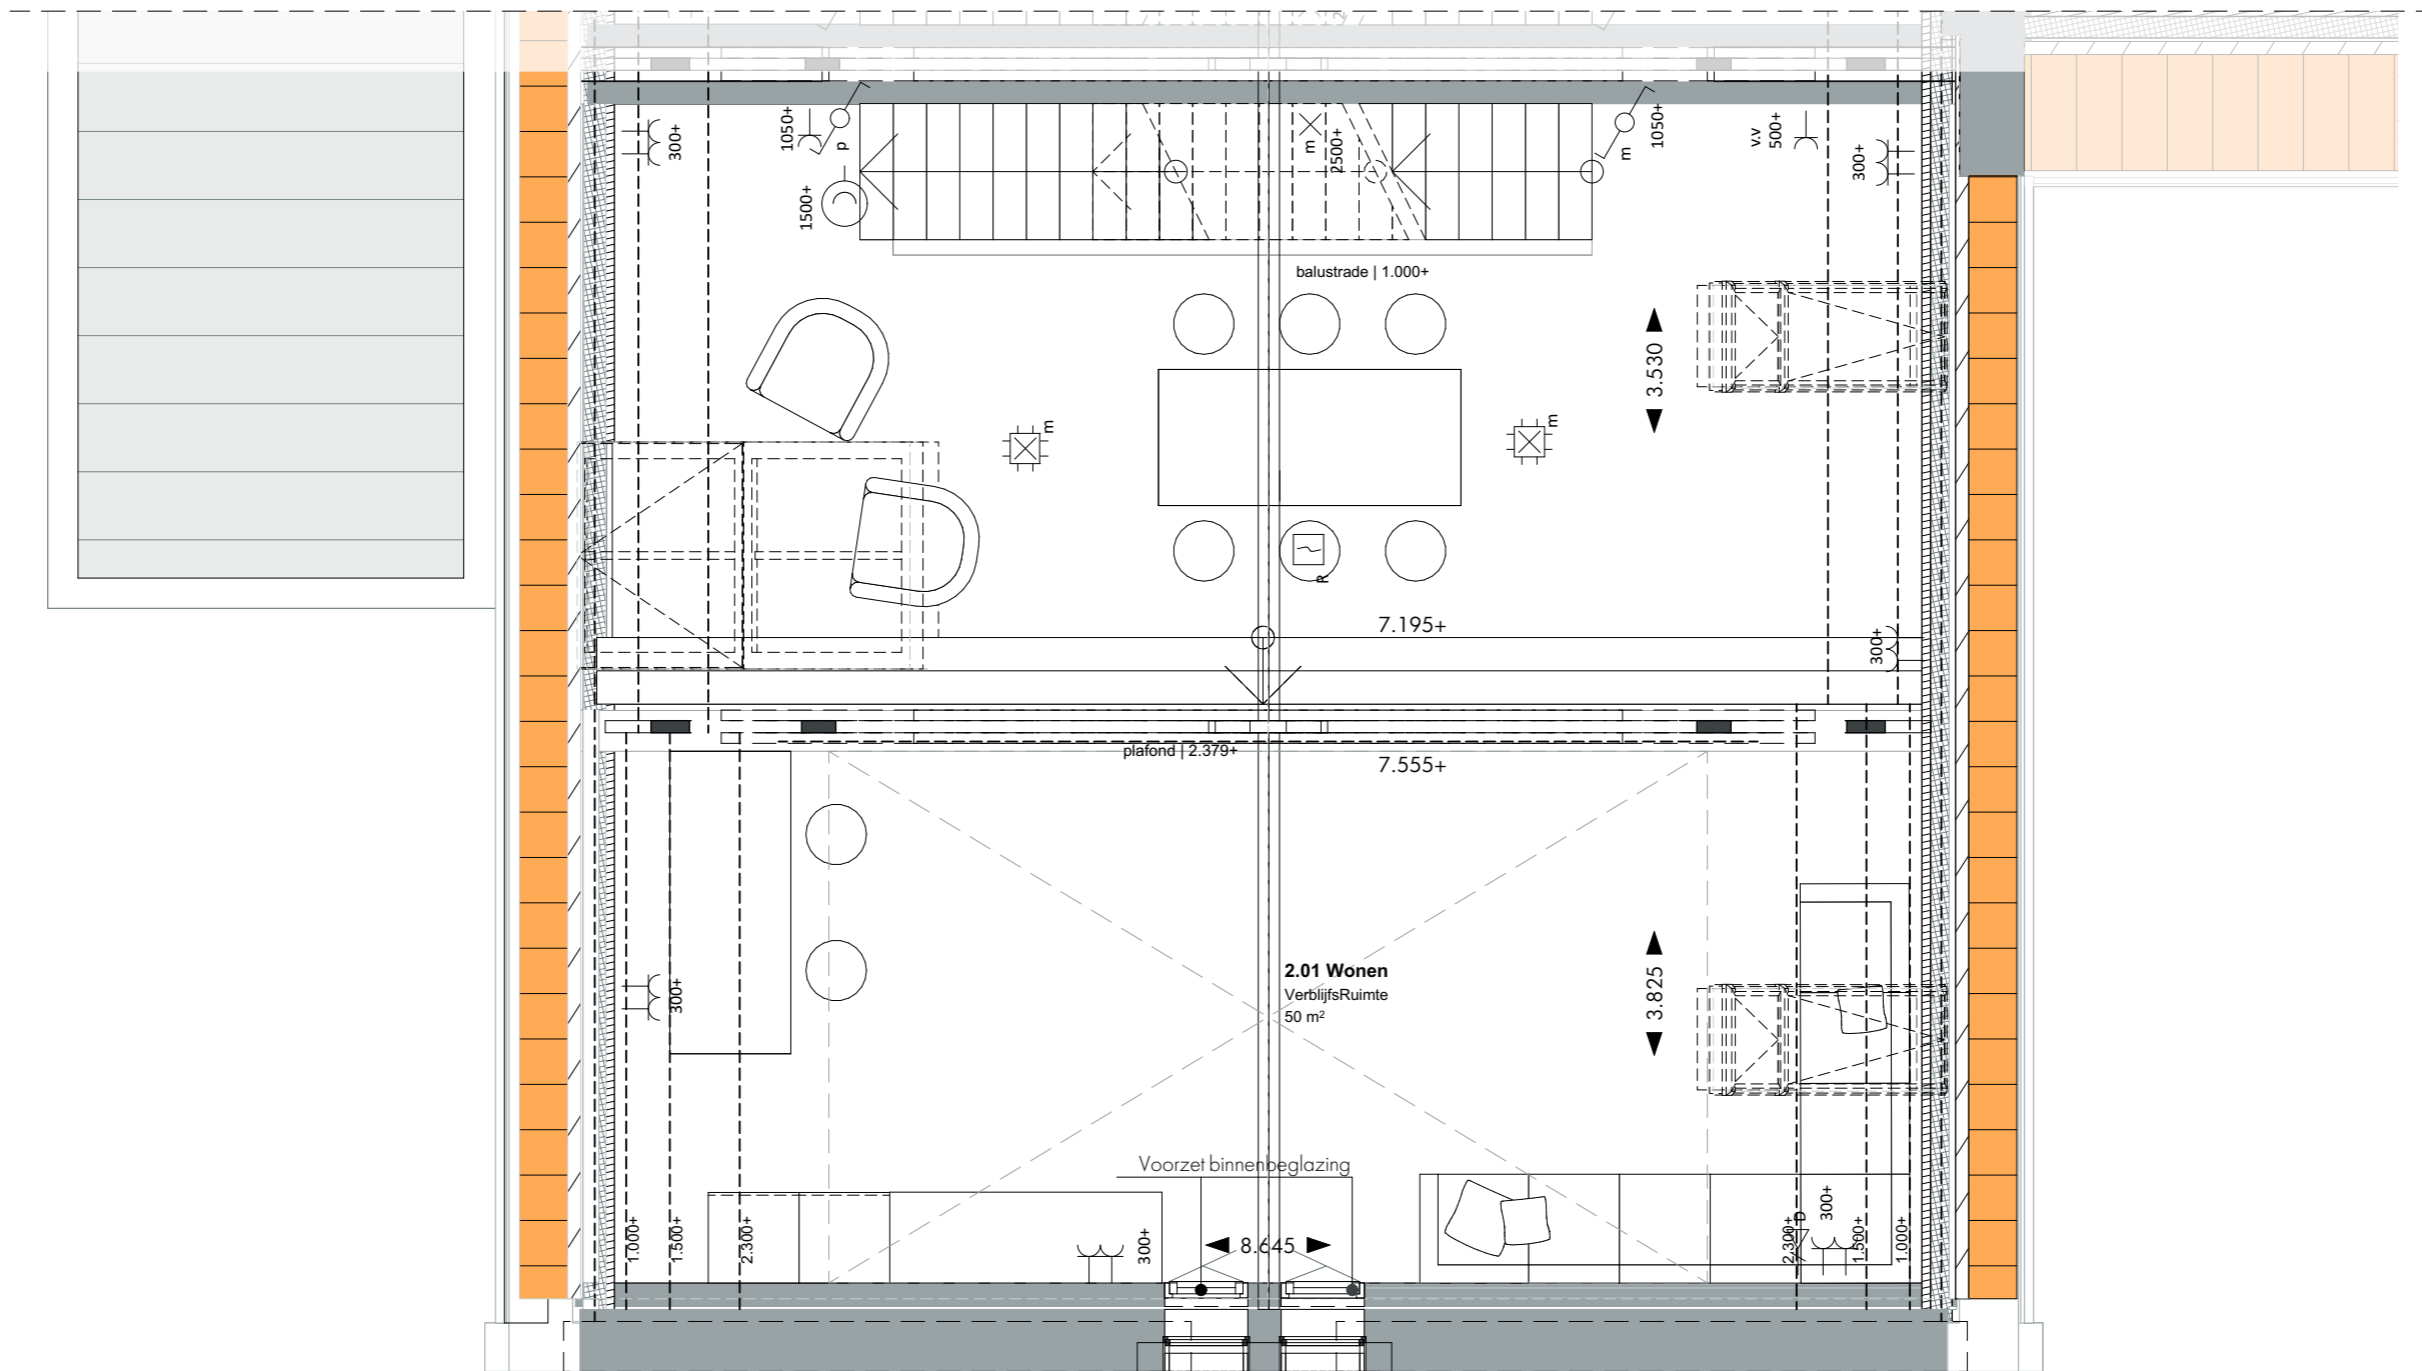 1050+
p
300+
1500+
m
2500+
1050+
m
v.v
500+
300+
balustrade | 1.000+
3.530
m
m
R
7.195+
300+
plafond | 2.379+
7.555+
2.01 Wonen
VerblijfsRuimte
50 m²
3.825
300+
Voorzet binnenbeglazing
1.000+
1.500+
2.300+
300+
8.645
2.300+
D
300+
1.500+
1.000+